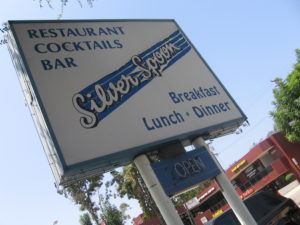 RESTAURANT
COCKTAILS
BAR
Silver Spoon
Breakfast
Lunch • Dinner
OPEN